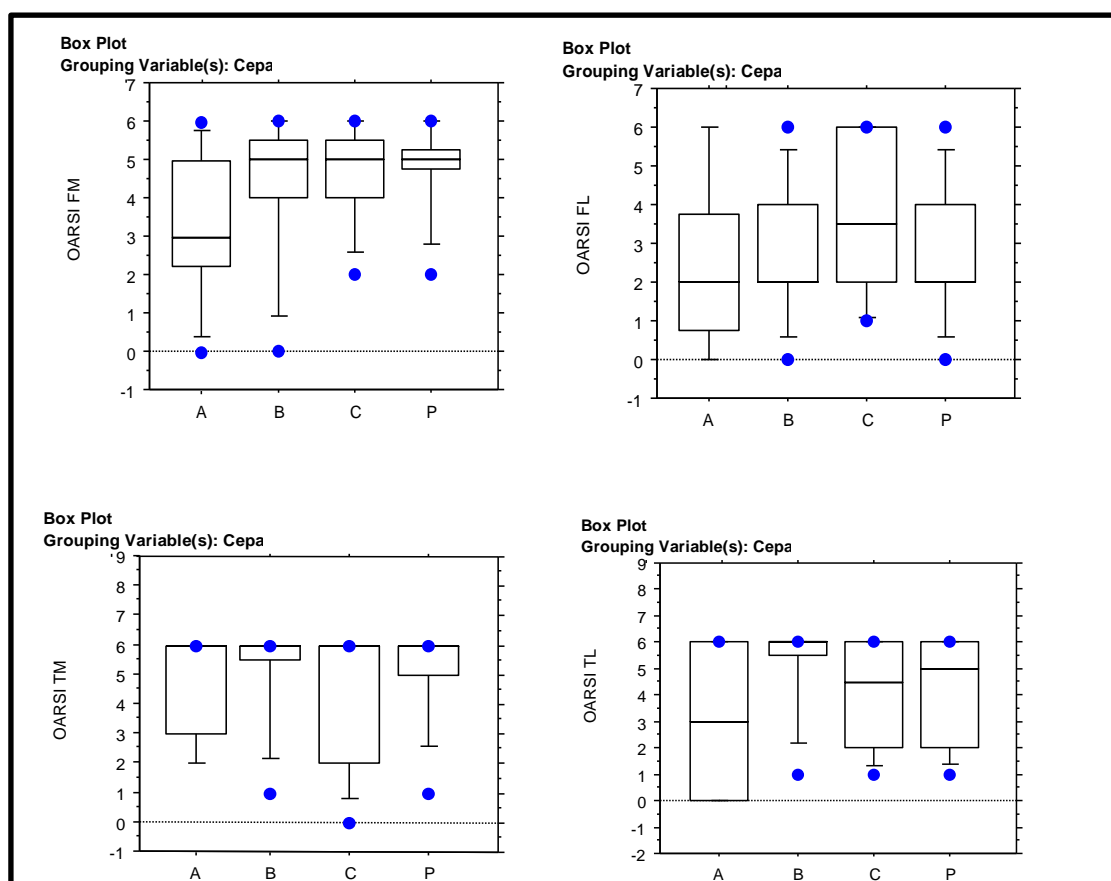 Box Plot
Grouping Variable(s): Cepa
7
6
5
4
3
2
1
0
-1
OARSI FM
A B C P
Box Plot
Grouping Variable(s): Cepa
7
6
5
4
3
2
1
0
-1
OARSI FL
A B C P
Box Plot
Grouping Variable(s): Cepa
9
8
7
6
5
4
3
2
1
0
-1
OARSI TM
A B C P
Box Plot
Grouping Variable(s): Cepa
9
8
7
6
5
4
3
2
1
0
-1
-2
OARSI TL
A B C P